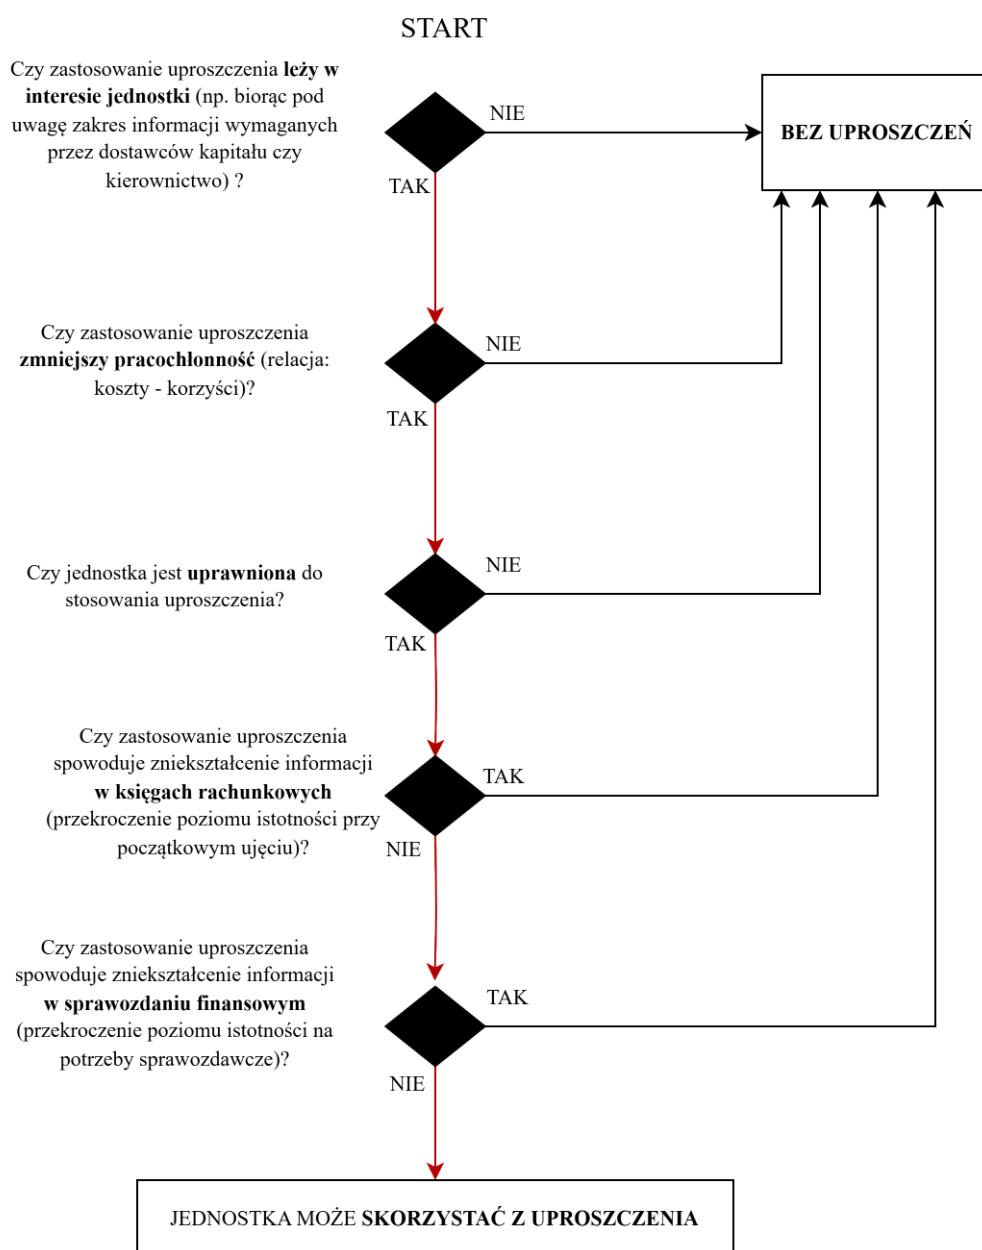 START
Czy zastosowanie uproszczenia leży w
interesie jednostki (np. biorąc pod
uwagę zakres informacji wymaganych
przez dostawców kapitału czy
kierownictwo) ?
NIE
BEZ UPROSZCZEŃ
TAK
Czy zastosowanie uproszczenia
zmniejszy pracochłonność (relacja:
koszty - korzyści)?
NIE
TAK
Czy jednostka jest uprawniona do
stosowania uproszczenia?
NIE
TAK
Czy zastosowanie uproszczenia
spowoduje zniekształcenie informacji
w księgach rachunkowych
(przekroczenie poziomu istotności przy
początkowym ujęciu)?
TAK
NIE
Czy zastosowanie uproszczenia
spowoduje zniekształcenie informacji
w sprawozdaniu finansowym
(przekroczenie poziomu istotności na
potrzeby sprawozdawcze)?
TAK
NIE
JEDNOSTKA MOŻE SKORZYSTAĆ Z UPROSZCZENIA